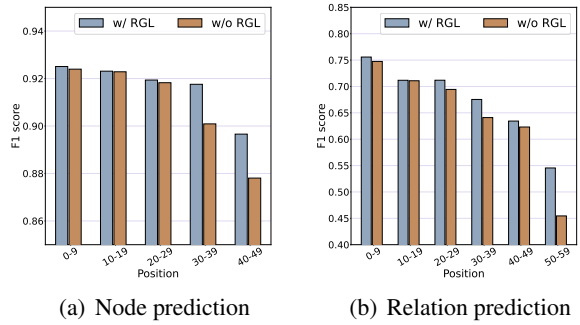 w/ RGL w/o RGL
0.94
0.92
0.90
0.88
0.86
F1 score
0-9 10-19 20-29 30-39 40-49
Position
(a) Node prediction
w/ RGL w/o RGL
0.85
0.80
0.75
0.70
0.65
0.60
0.55
0.50
0.45
0.40
F1 score
0-9 10-19 20-29 30-39 40-49 50-59
Position
(b) Relation prediction